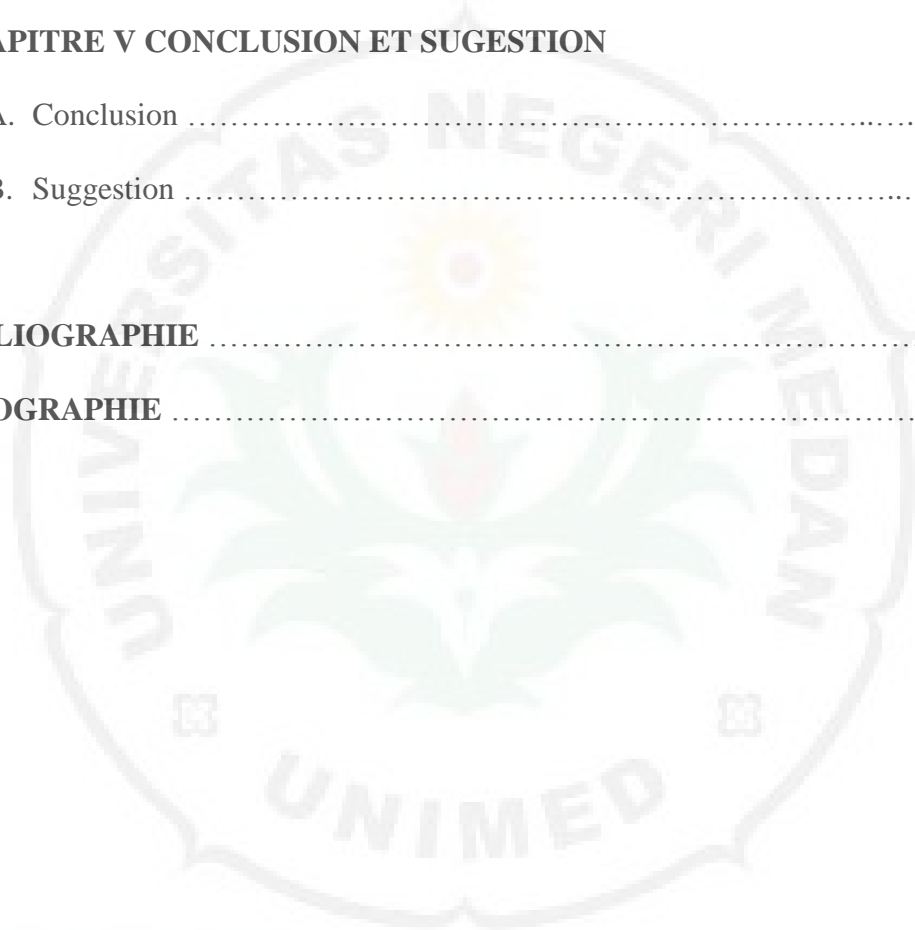 APITRE V CONCLUSION ET SUGESTION
A. Conclusion ……………………………………………………………..….
B. Suggestion ………………………………………………………………..…
LIOGRAPHIE ………………………………………………………………
OGRAPHIE …………………………………………………………………
UNIVERSITAS NEGERI MEDAN
UNIMED